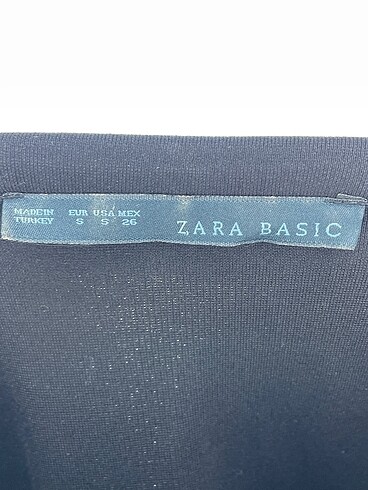 MADE IN EUR USA MEX
TURKEY S S 26
ZARA BASIC